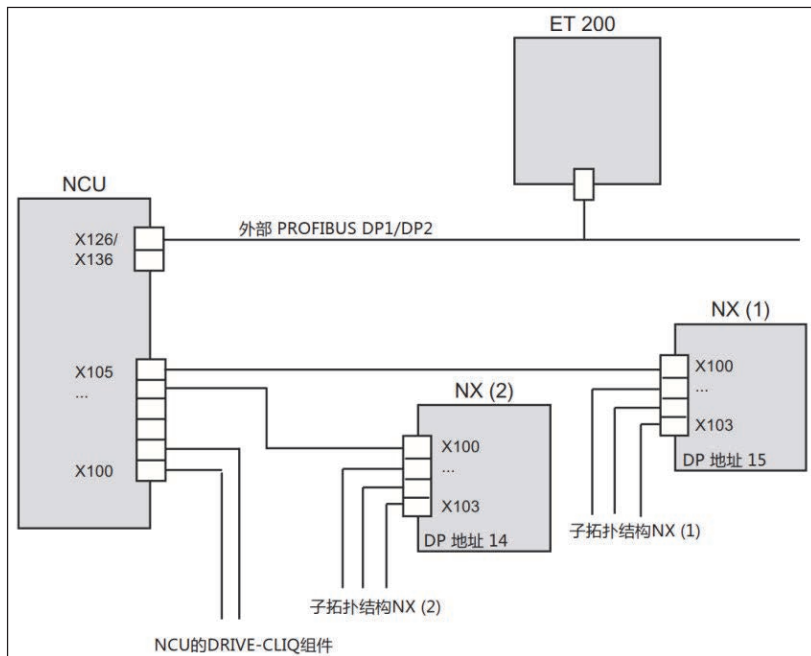 ET 200
NCU
X126/
X136
外部 PROFIBUS DP1/DP2
NX (1)
X105
...
X100
X100
...
X103
DP 地址 15
NX (2)
X100
...
X103
DP 地址 14
子拓扑结构NX (1)
子拓扑结构NX (2)
NCU的DRIVE-CLIQ组件